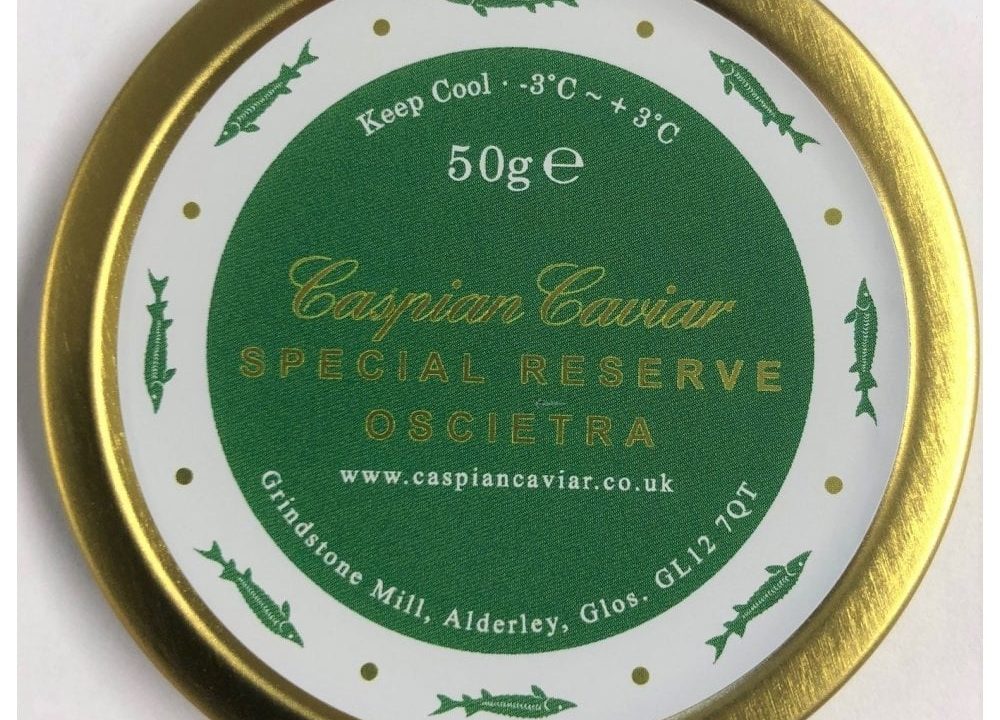 Keep Cool · -3°C ~ + 3°C
50g ℮
Caspian Caviar
SPECIAL RESERVE
OSCIETRA
www.caspiancaviar.co.uk
Grindstone Mill, Alderley, Glos. GL12 7QT